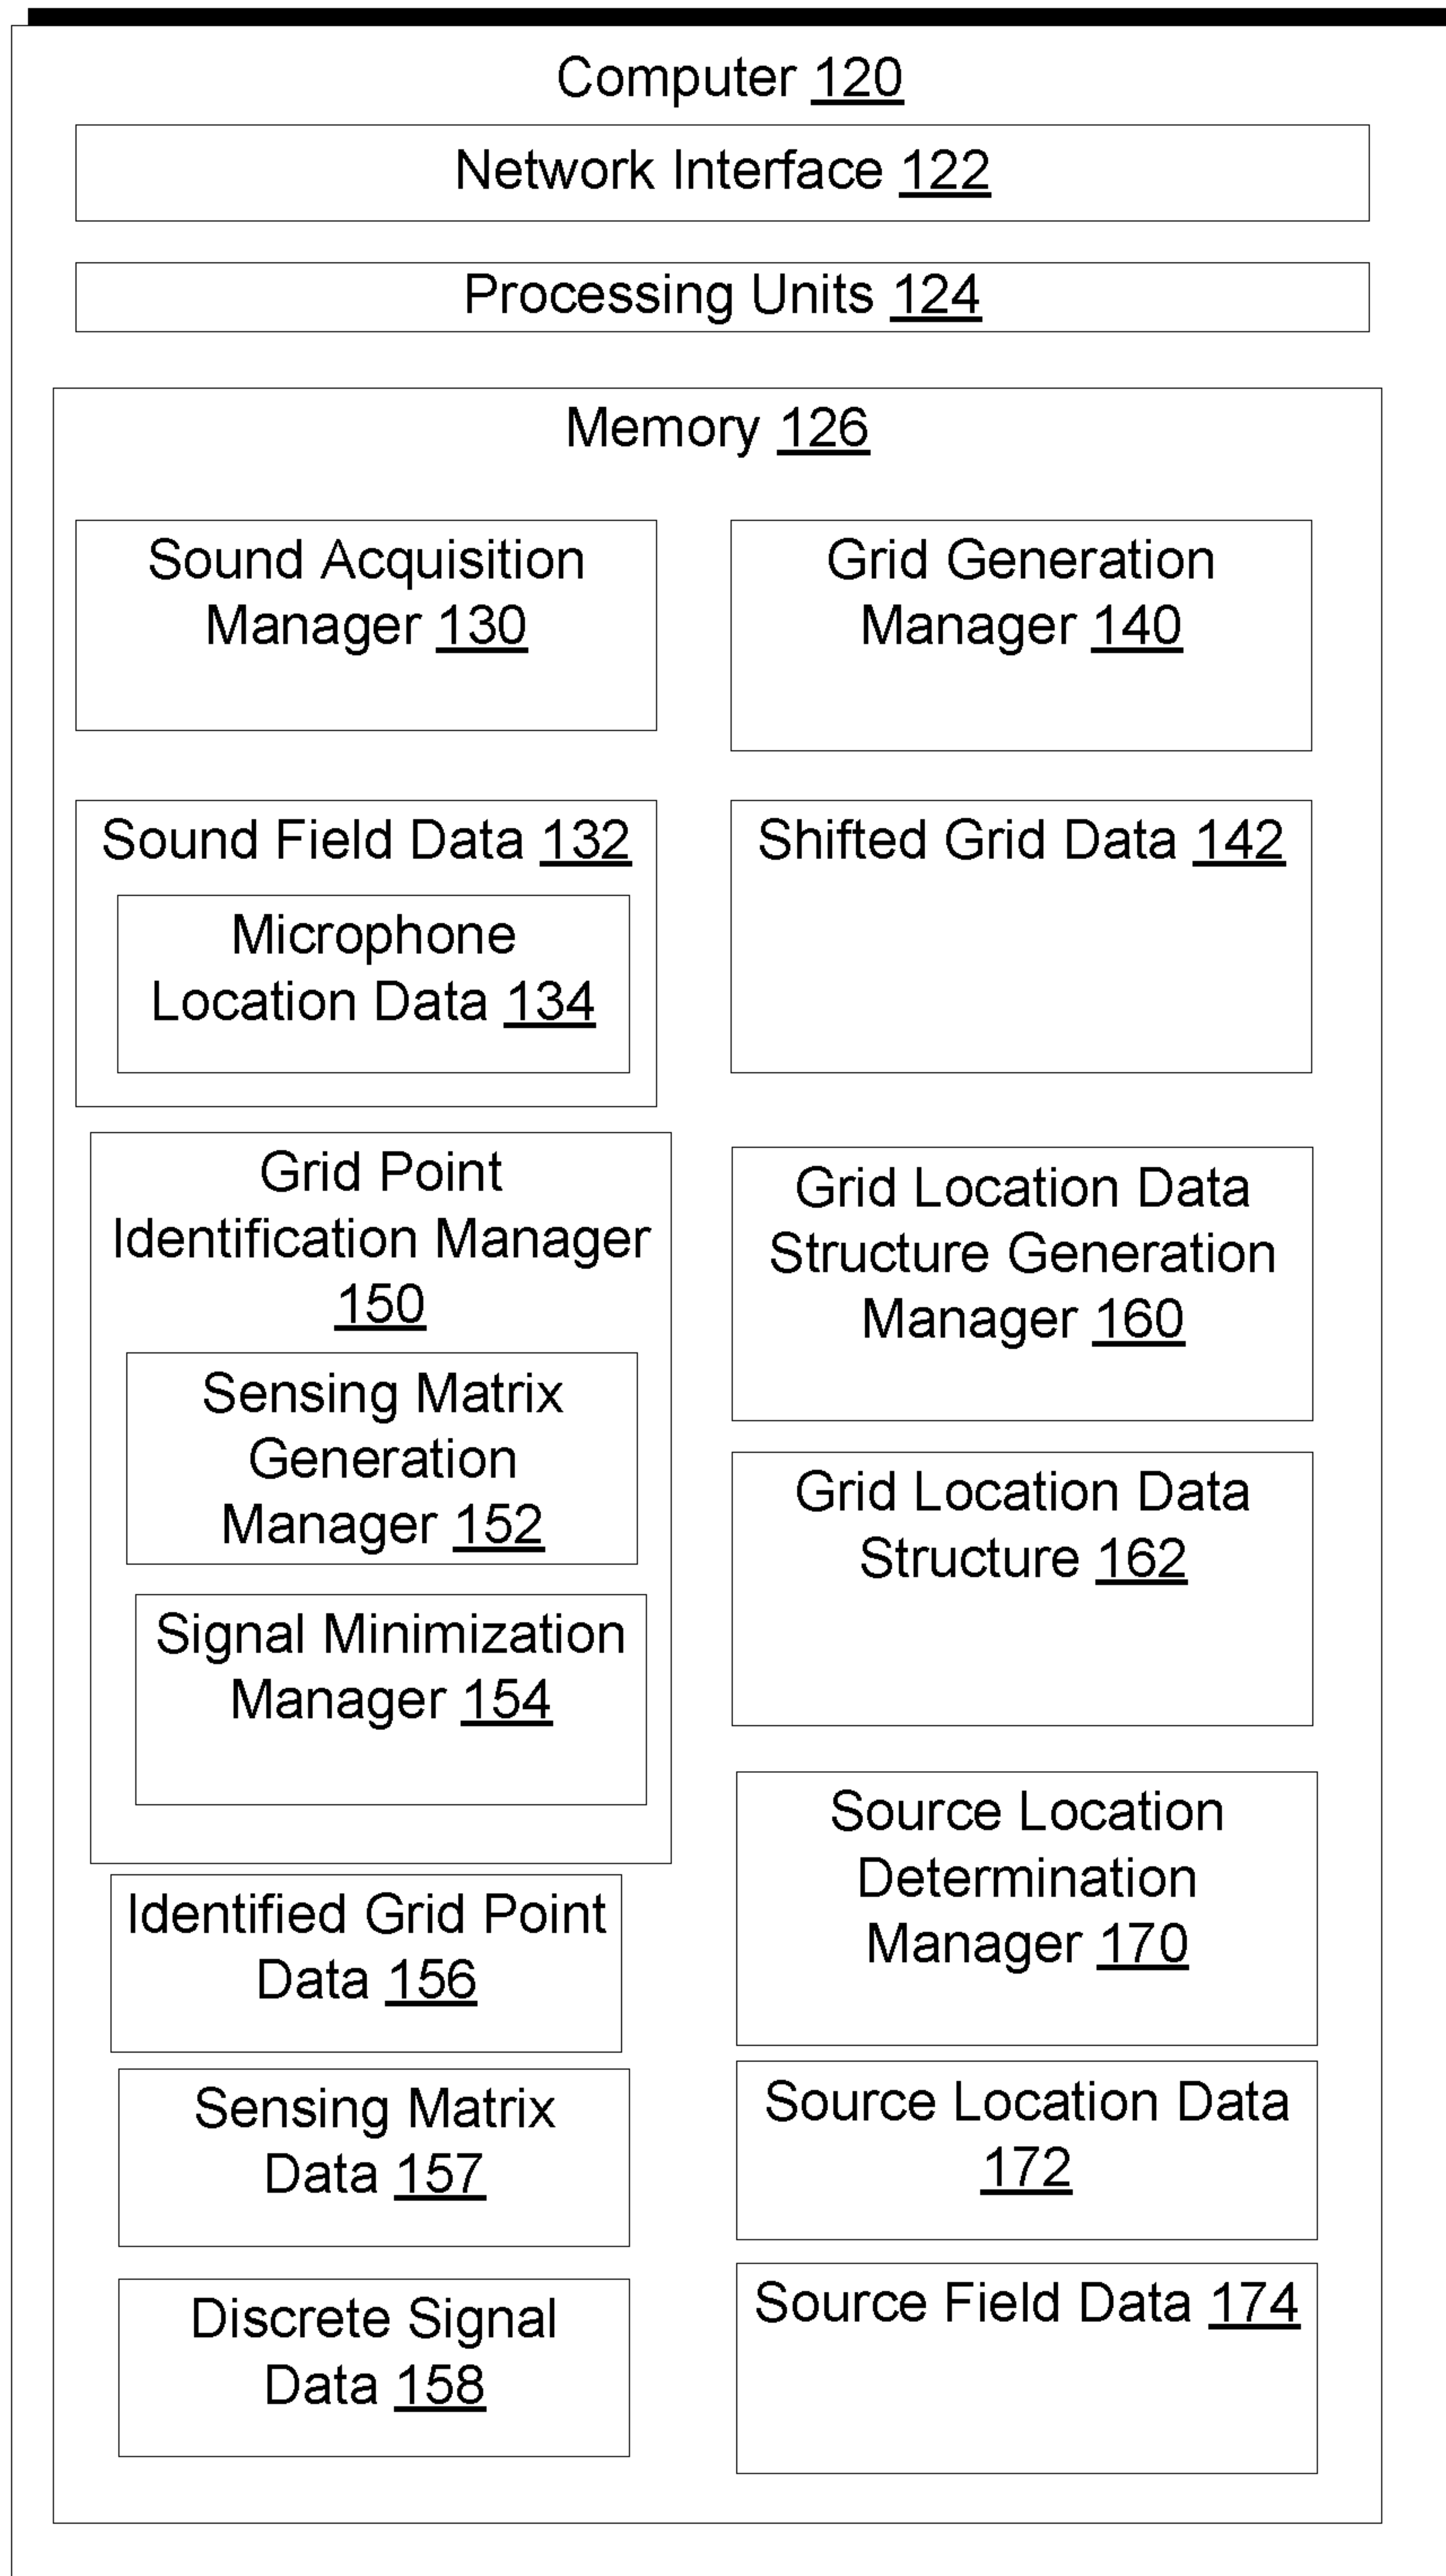 Computer 120
Network Interface 122
Processing Units 124
Memory 126
Sound Acquisition
Manager 130
Grid Generation
Manager 140
Sound Field Data 132
Microphone
Location Data 134
Shifted Grid Data 142
Grid Point
Identification Manager
150
Sensing Matrix
Generation
Manager 152
Signal Minimization
Manager 154
Grid Location Data
Structure Generation
Manager 160
Grid Location Data
Structure 162
Identified Grid Point
Data 156
Sensing Matrix
Data 157
Discrete Signal
Data 158
Source Location
Determination
Manager 170
Source Location Data
172
Source Field Data 174